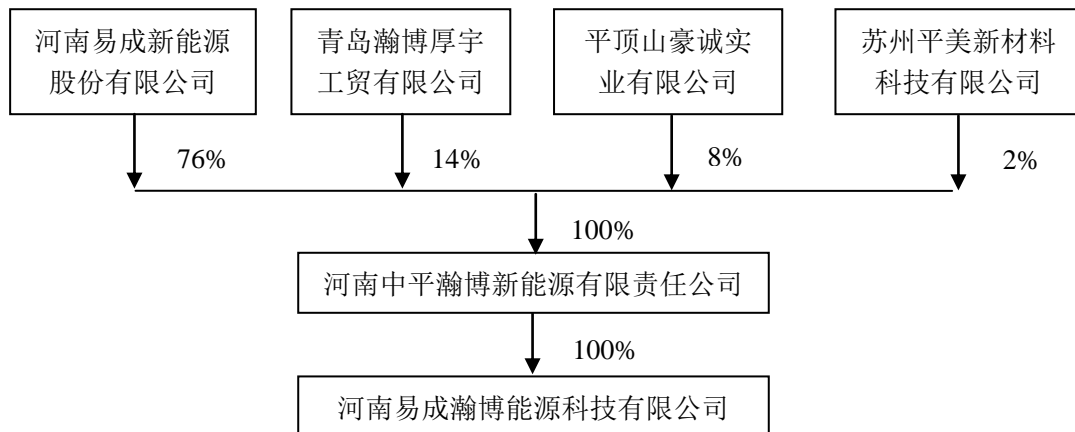 河南易成新能源
股份有限公司
青岛瀚博厚宇
工贸有限公司
平顶山豪诚实
业有限公司
苏州平美新材料
科技有限公司
76%
14%
8%
2%
100%
河南中平瀚博新能源有限责任公司
100%
河南易成瀚博能源科技有限公司